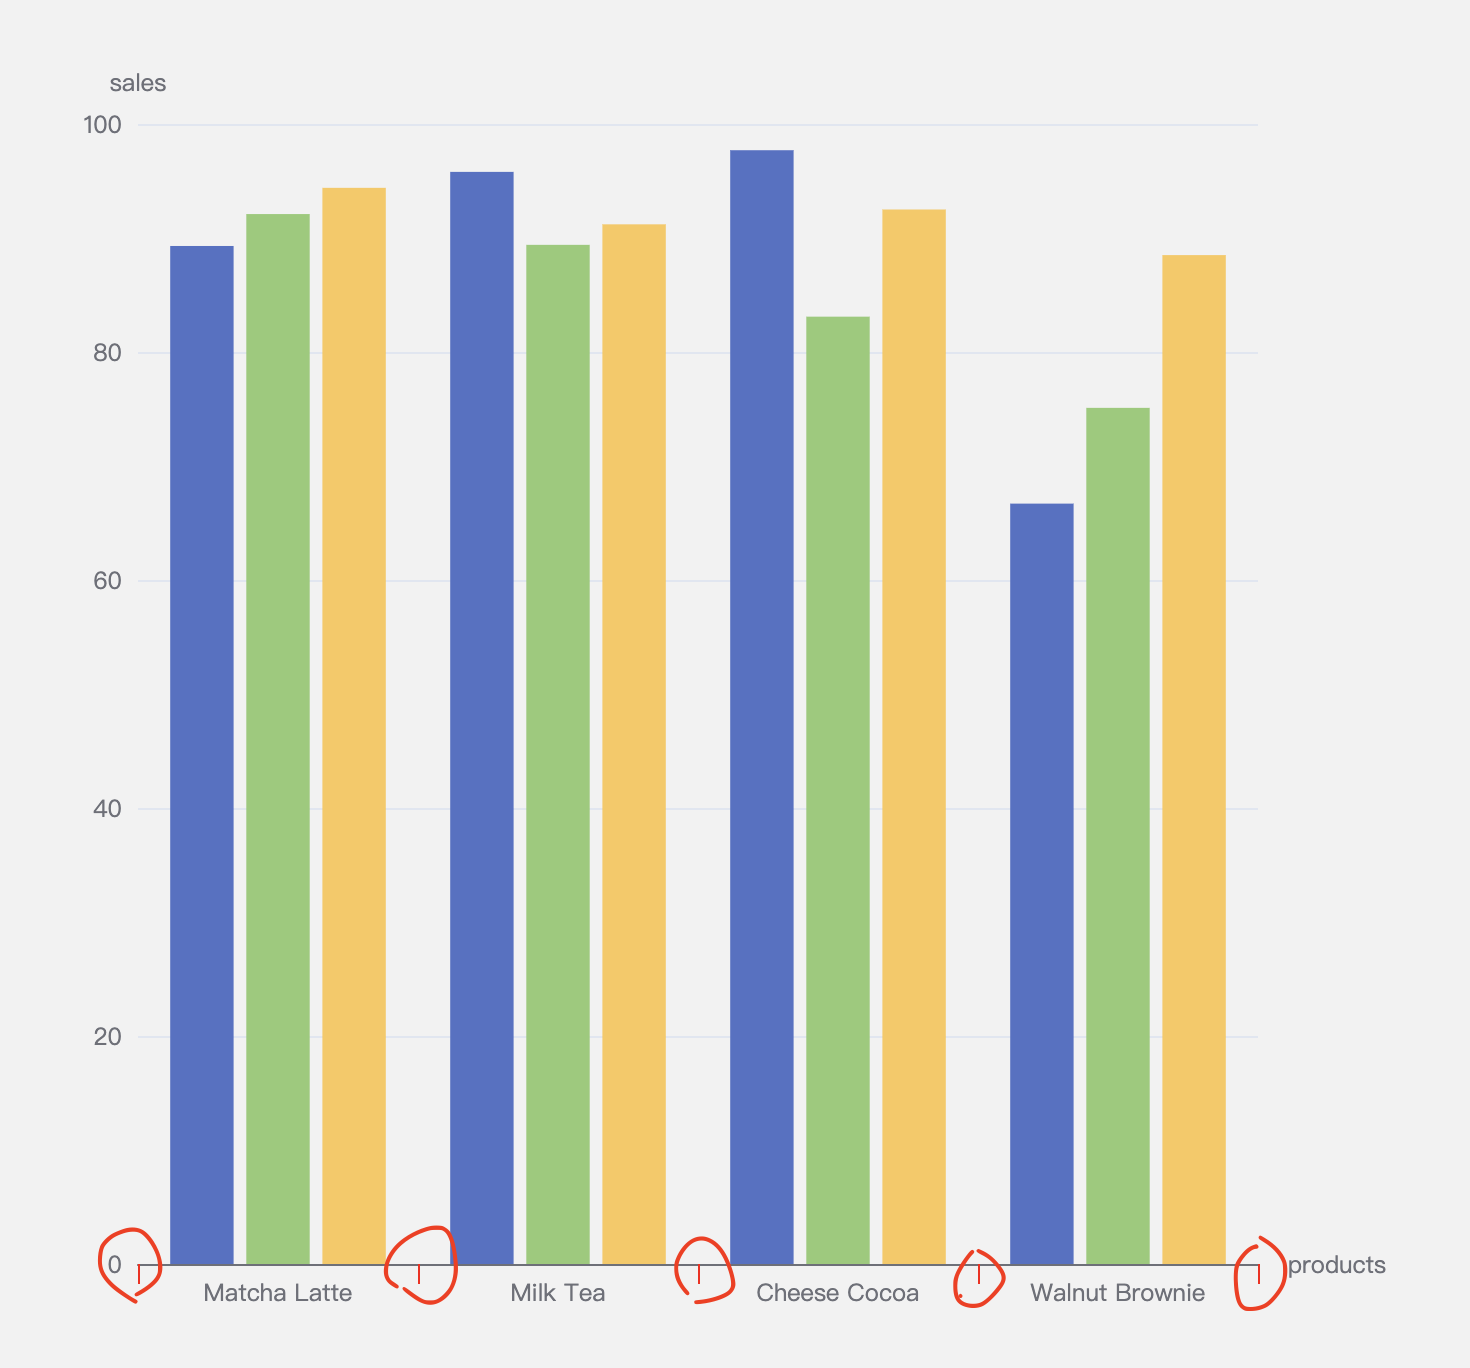 sales
100
80
60
40
20
0
products
Matcha Latte
Milk Tea
Cheese Cocoa
Walnut Brownie